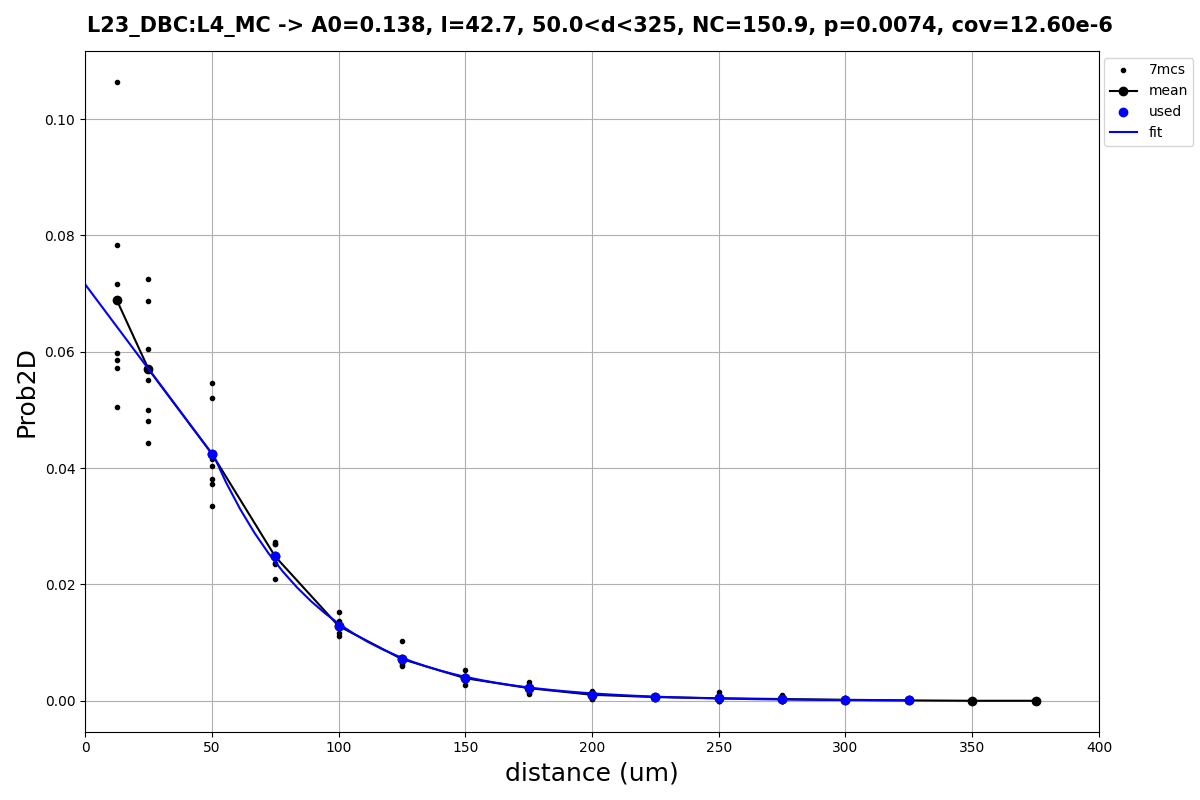 L23_DBC:L4_MC -> A0=0.138, l=42.7, 50.0<d<325, NC=150.9, p=0.0074, cov=12.60e-6
7mcs
mean
used
fit
0.10
0.08
0.06
0.04
0.02
0.00
Prob2D
0 50 100 150 200 250 300 350 400
distance (um)